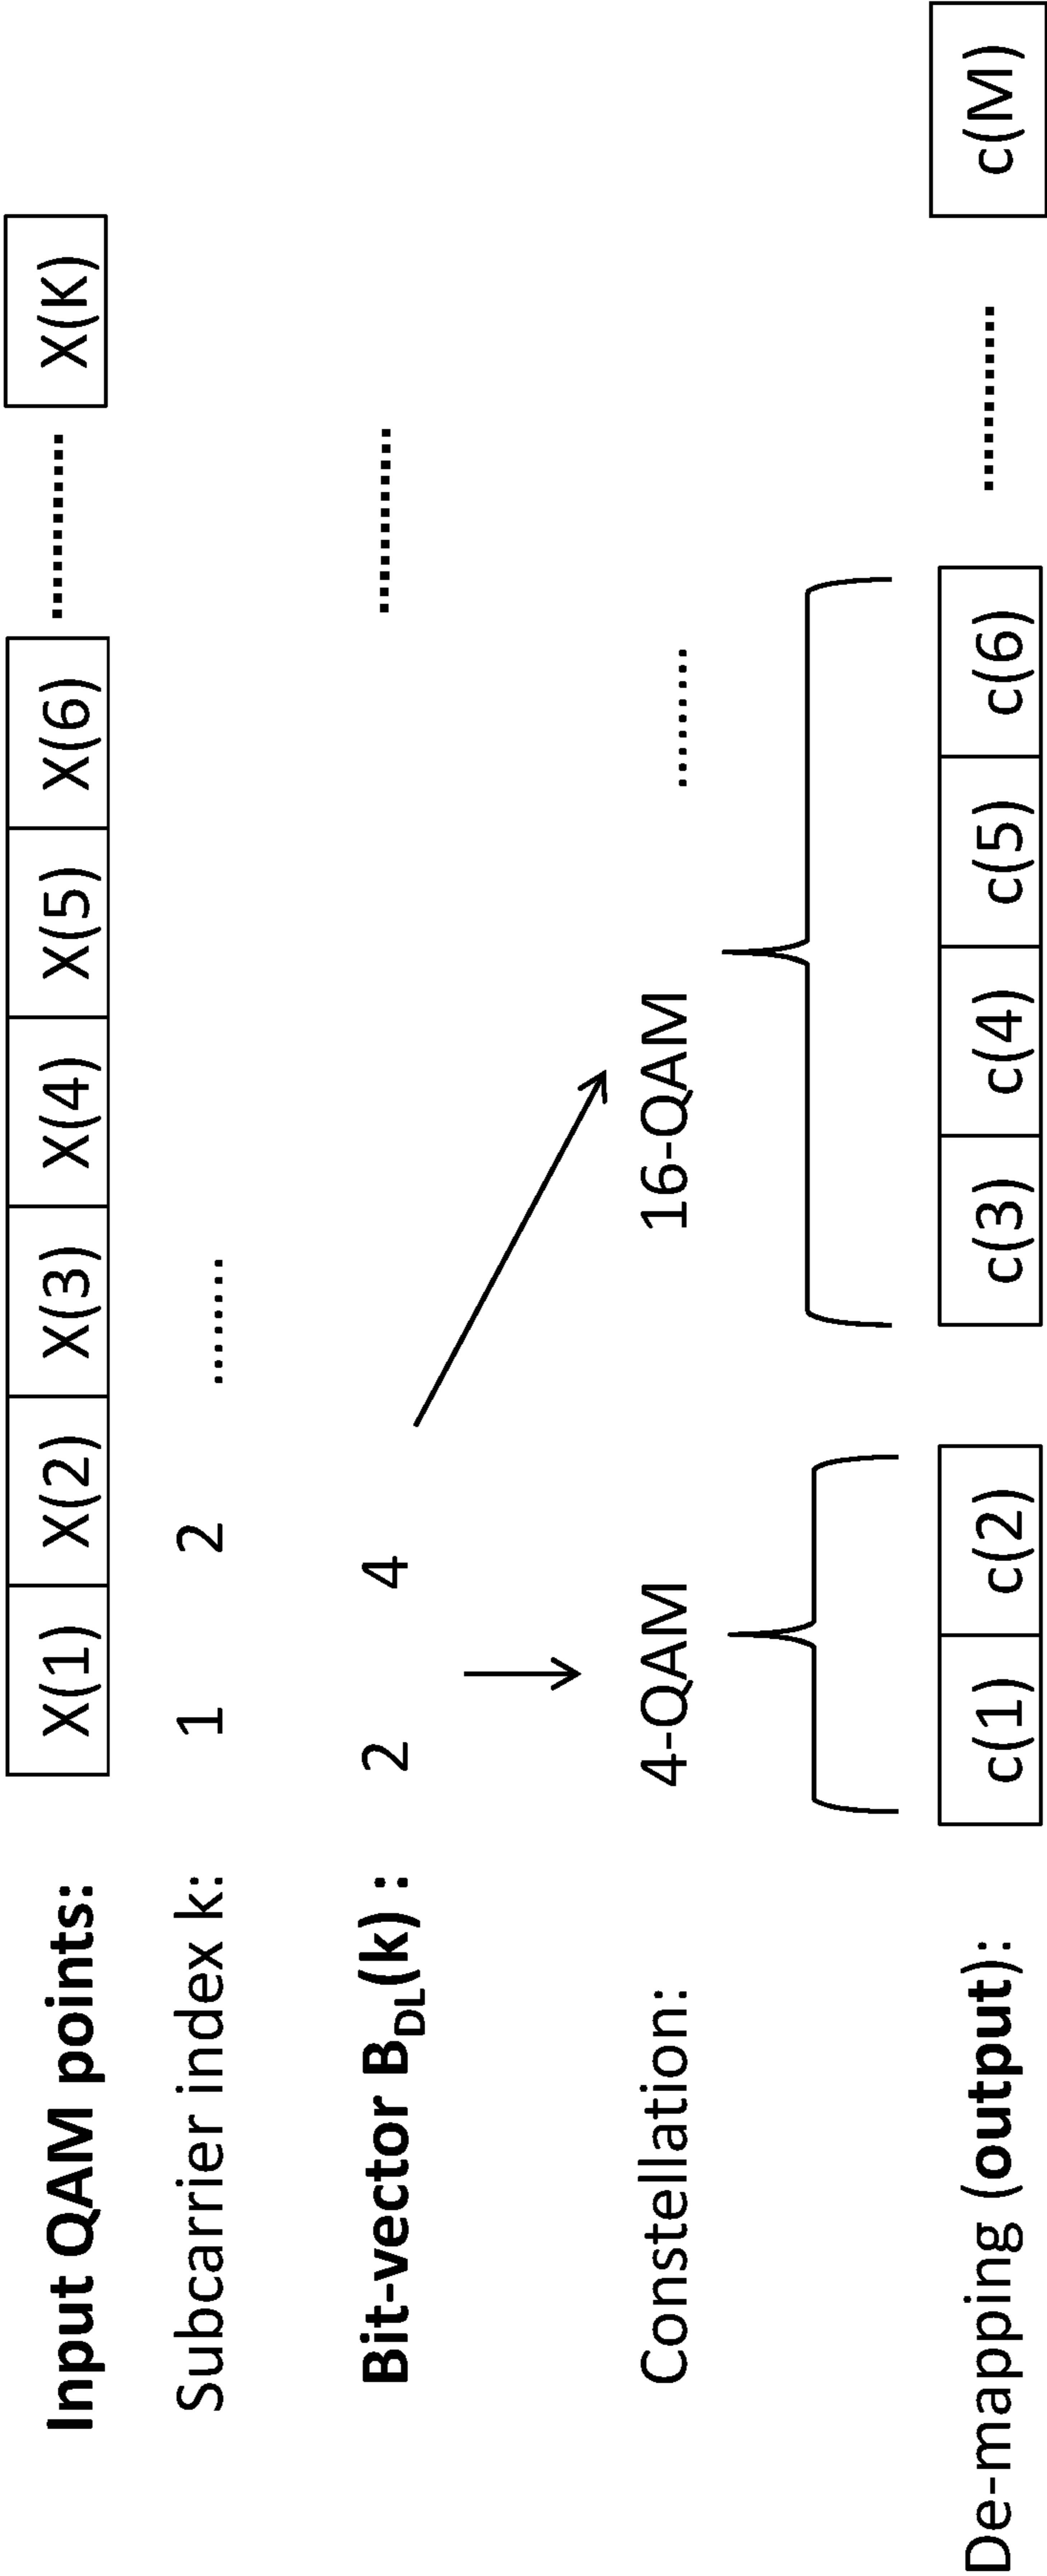 Input QAM points: X(1) X(2) X(3) X(4) X(5) X(6) ............ X(K)
Subcarrier index k: 1 2 ........
Bit-vector B_DL(k) : 2 4 ............
Constellation: 4-QAM 16-QAM .........
De-mapping (output): c(1) c(2) c(3) c(4) c(5) c(6) ............ c(M)